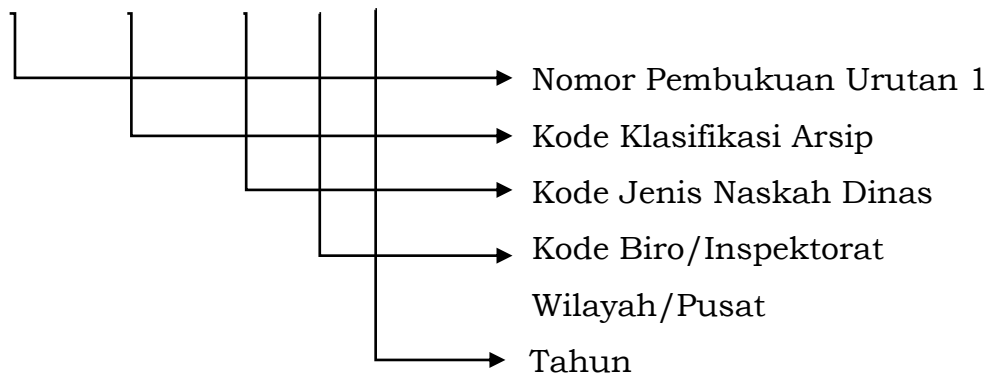 Nomor Pembukuan Urutan 1
Kode Klasifikasi Arsip
Kode Jenis Naskah Dinas
Kode Biro/Inspektorat
Wilayah/Pusat
Tahun